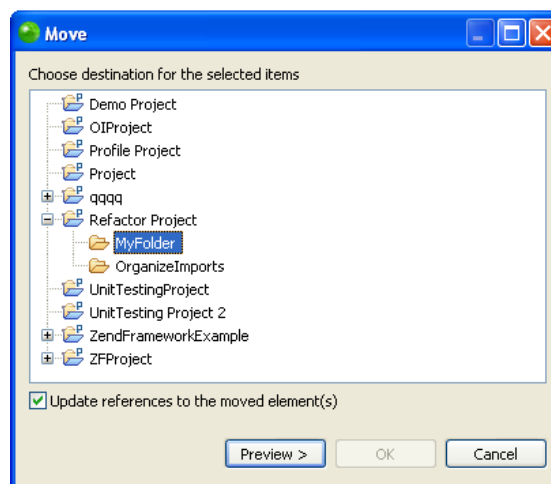 Move
Choose destination for the selected items
Demo Project
OIProject
Profile Project
Project
qqqq
Refactor Project
MyFolder
OrganizeImports
UnitTestingProject
UnitTesting Project 2
ZendFrameworkExample
ZFProject
Update references to the moved element(s)
Preview > OK Cancel